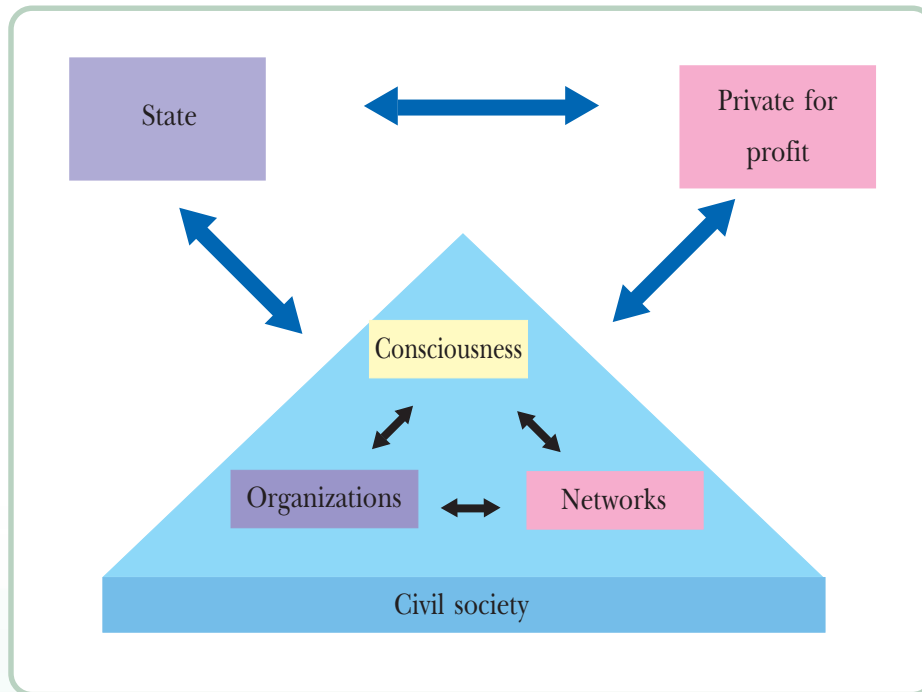 State
Private for
profit
Consciousness
Organizations
Networks
Civil society